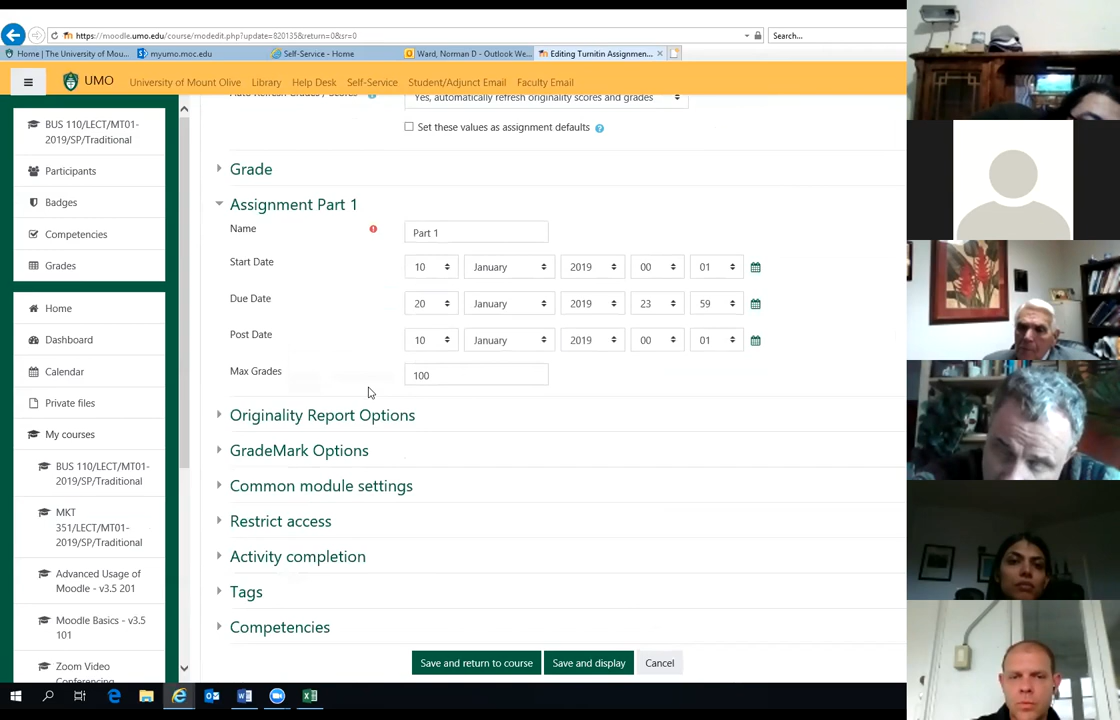 https://moodle.umo.edu/course/modedit.php?update=820135&return=0&sr=0
Search...
Home | The University of Mou...
myumo.moc.edu
Self-Service - Home
Ward, Norman D - Outlook We...
Editing Turnitin Assignmen...
UMO
University of Mount Olive
Library
Help Desk
Self-Service
Student/Adjunct Email
Faculty Email
BUS 110/LECT/MT01-
2019/SP/Traditional
Participants
Badges
Competencies
Grades
Home
Dashboard
Calendar
Private files
My courses
BUS 110/LECT/MT01-
2019/SP/Traditional
MKT
351/LECT/MT01-
2019/SP/Traditional
Advanced Usage of
Moodle - v3.5 201
Moodle Basics - v3.5
101
Zoom Video
Conferencing
Auto Refresh Grades / Scores
Yes, automatically refresh originality scores and grades
Set these values as assignment defaults
Grade
Assignment Part 1
Name
Part 1
Start Date
10 January 2019 00 01
Due Date
20 January 2019 23 59
Post Date
10 January 2019 00 01
Max Grades
100
Originality Report Options
GradeMark Options
Common module settings
Restrict access
Activity completion
Tags
Competencies
Save and return to course
Save and display
Cancel